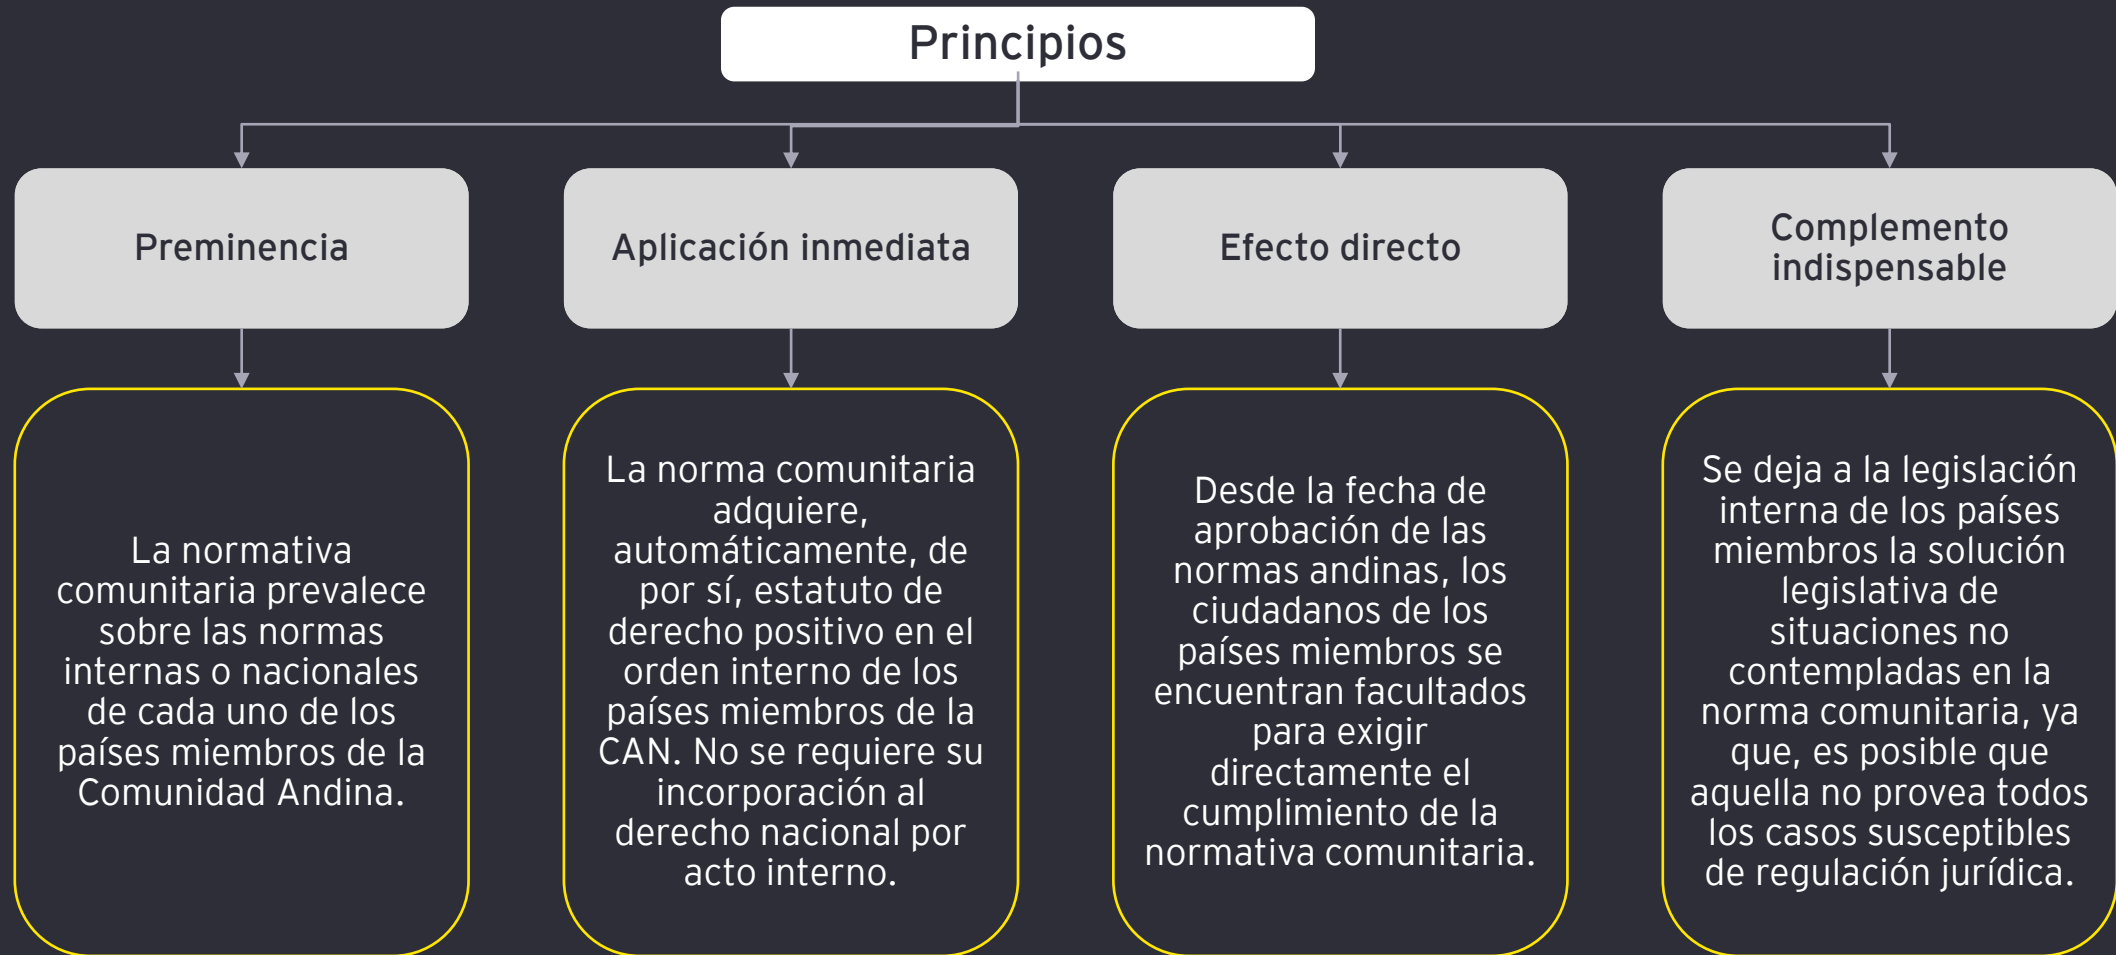 Principios
Preminencia
La normativa
comunitaria prevalece
sobre las normas
internas o nacionales
de cada uno de los
países miembros de la
Comunidad Andina.
Aplicación inmediata
La norma comunitaria
adquiere,
automáticamente, de
por sí, estatuto de
derecho positivo en el
orden interno de los
países miembros de la
CAN. No se requiere su
incorporación al
derecho nacional por
acto interno.
Efecto directo
Desde la fecha de
aprobación de las
normas andinas, los
ciudadanos de los
países miembros se
encuentran facultados
para exigir
directamente el
cumplimiento de la
normativa comunitaria.
Complemento
indispensable
Se deja a la legislación
interna de los países
miembros la solución
legislativa de
situaciones no
contempladas en la
norma comunitaria, ya
que, es posible que
aquella no provea todos
los casos susceptibles
de regulación jurídica.